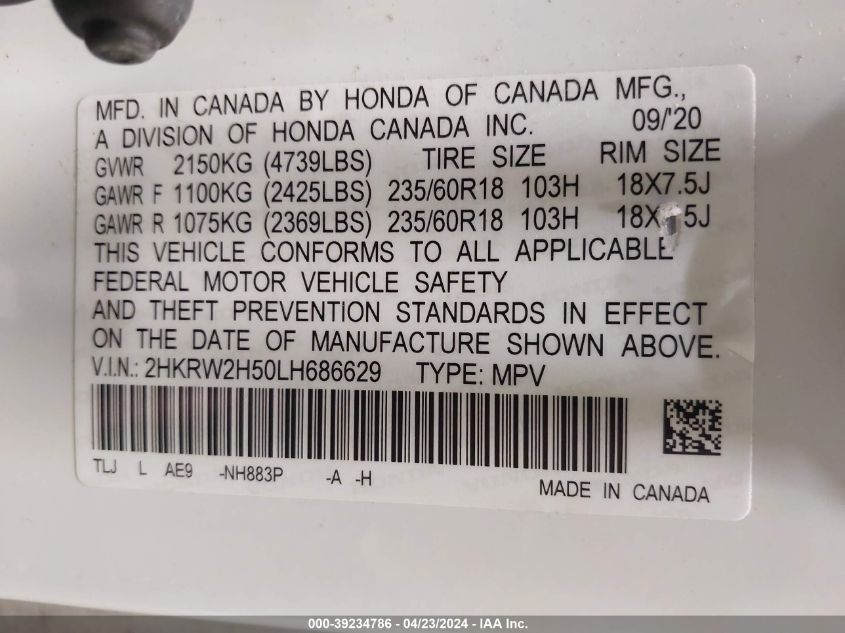 MFD. IN CANADA BY HONDA OF CANADA MFG.,
A DIVISION OF HONDA CANADA INC. 09/'20
GVWR 2150KG (4739LBS) TIRE SIZE RIM SIZE
GAWR F 1100KG (2425LBS) 235/60R18 103H 18X7.5J
GAWR R 1075KG (2369LBS) 235/60R18 103H 18X 5J
THIS VEHICLE CONFORMS TO ALL APPLICABLE
FEDERAL MOTOR VEHICLE SAFETY
AND THEFT PREVENTION STANDARDS IN EFFECT
ON THE DATE OF MANUFACTURE SHOWN ABOVE.
V.I.N.: 2HKRW2H50LH686629 TYPE: MPV
TLJ L AE9 -NH883P -A -H
MADE IN CANADA
000-39234786 - 04/23/2024 - IAA Inc.